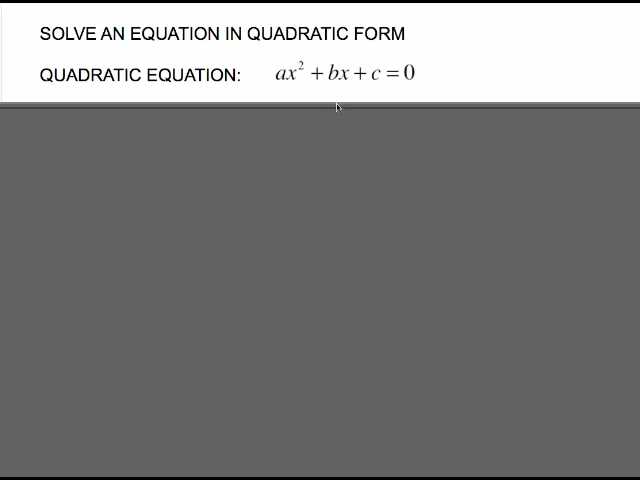 SOLVE AN EQUATION IN QUADRATIC FORM
QUADRATIC EQUATION: ax² + bx + c = 0